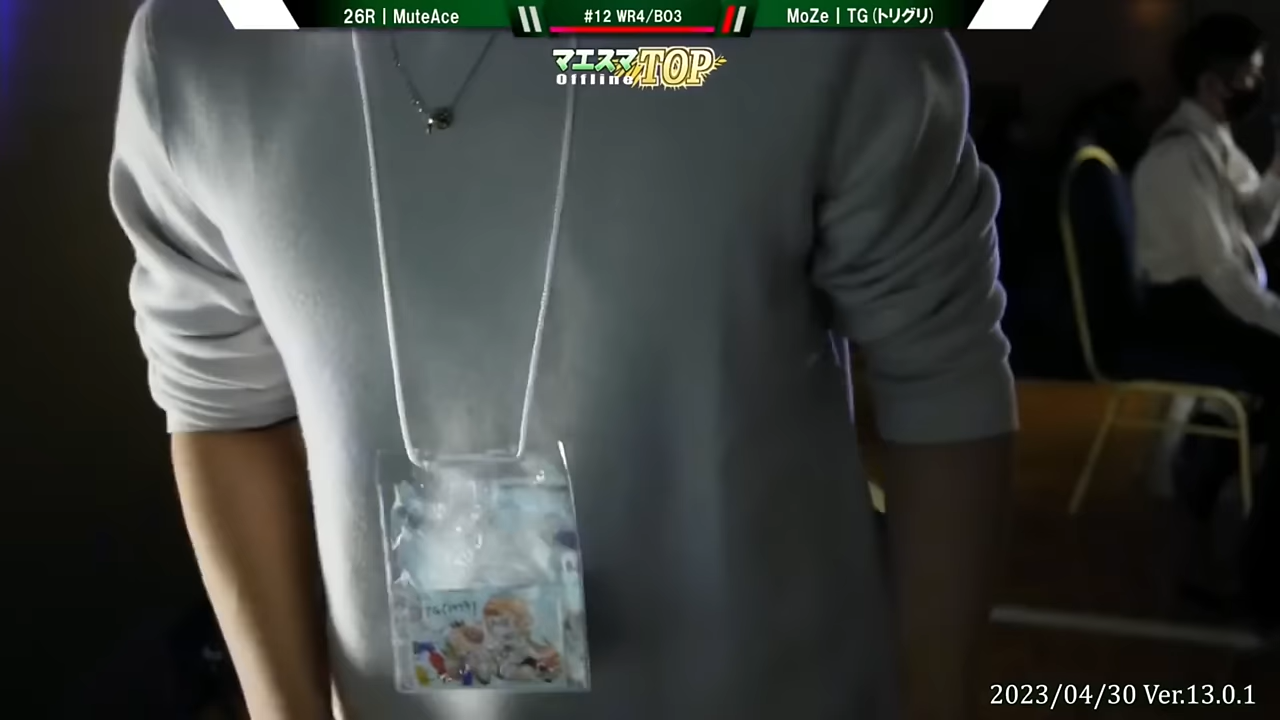 26R | MuteAce
#12 WR4/BO3
MoZe | TG (トリグリ)
マエスマ
Offline
TOP
2023/04/30 Ver.13.0.1